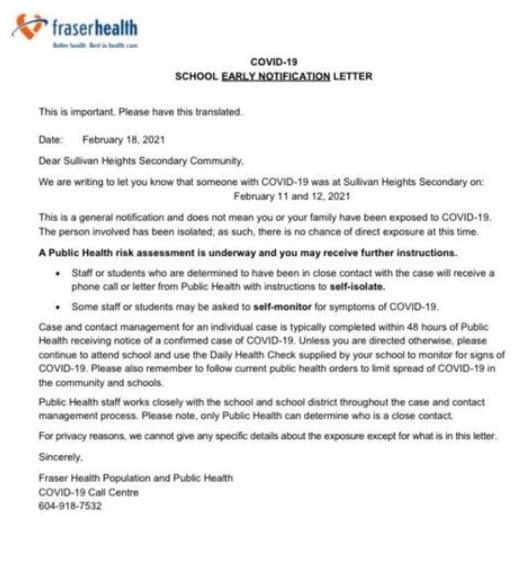 fraserhealth
Better health. Best in health care.
COVID-19
SCHOOL EARLY NOTIFICATION LETTER
This is important. Please have this translated.
Date: February 18, 2021
Dear Sullivan Heights Secondary Community,
We are writing to let you know that someone with COVID-19 was at Sullivan Heights Secondary on:
February 11 and 12, 2021
This is a general notification and does not mean you or your family have been exposed to COVID-19.
The person involved has been isolated; as such, there is no chance of direct exposure at this time.
A Public Health risk assessment is underway and you may receive further instructions.
• Staff or students who are determined to have been in close contact with the case will receive a
phone call or letter from Public Health with instructions to self-isolate.
• Some staff or students may be asked to self-monitor for symptoms of COVID-19.
Case and contact management for an individual case is typically completed within 48 hours of Public
Health receiving notice of a confirmed case of COVID-19. Unless you are directed otherwise, please
continue to attend school and use the Daily Health Check supplied by your school to monitor for signs of
COVID-19. Please also remember to follow current public health orders to limit spread of COVID-19 in
the community and schools.
Public Health staff works closely with the school and school district throughout the case and contact
management process. Please note, only Public Health can determine who is a close contact.
For privacy reasons, we cannot give any specific details about the exposure except for what is in this letter.
Sincerely,
Fraser Health Population and Public Health
COVID-19 Call Centre
604-918-7532